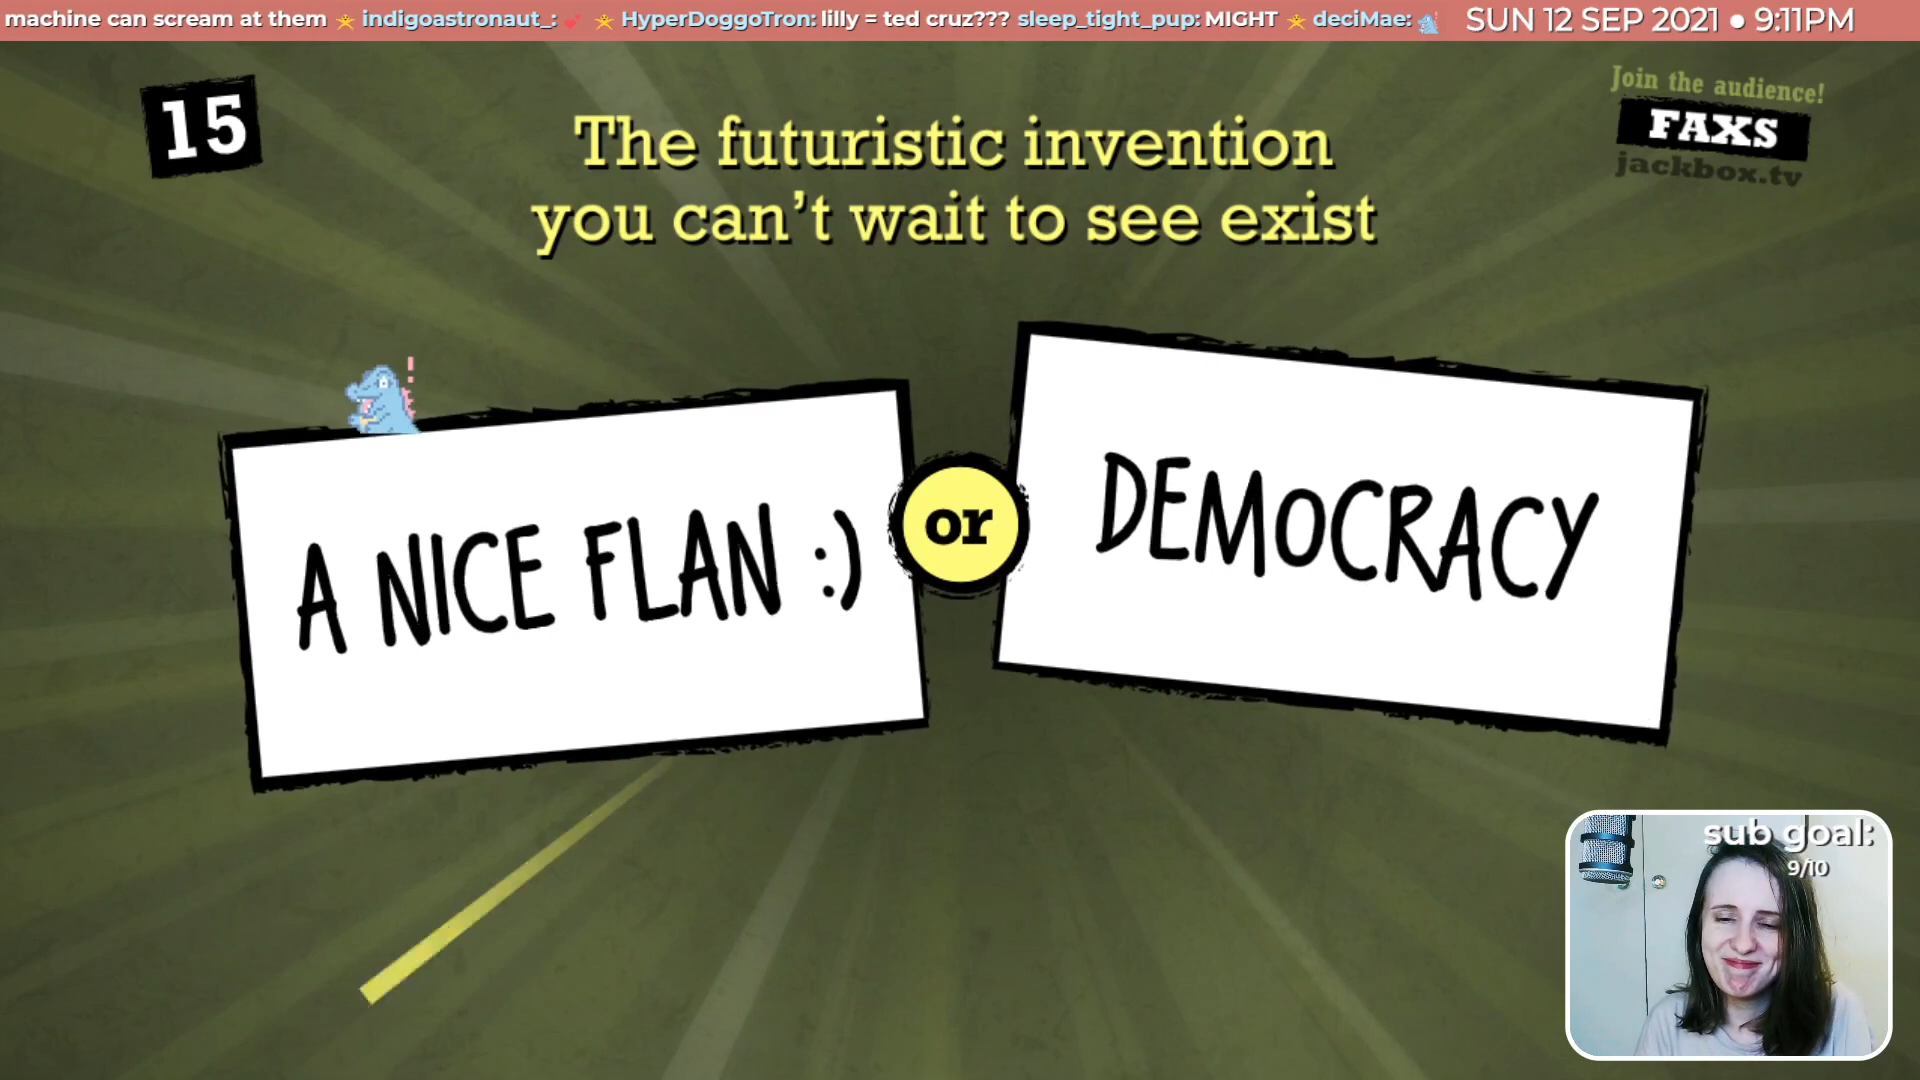 machine can scream at them indigoastronaut_: HyperDoggoTron: lilly = ted cruz??? sleep_tight_pup: MIGHT deciMae: SUN 12 SEP 2021 ● 9:11PM
15
The futuristic invention
you can't wait to see exist
Join the audience!
FAXS
jackbox.tv
A NICE FLAN :)
or
DEMOCRACY
sub goal:
9/10